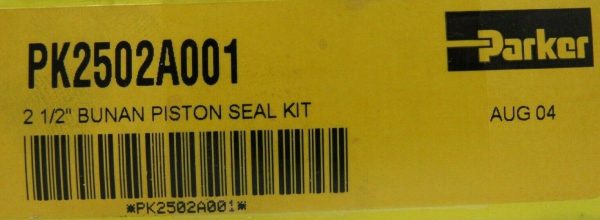 PK2502A001
Parker
2 1/2" BUNAN PISTON SEAL KIT
AUG 04
*PK2502A001*